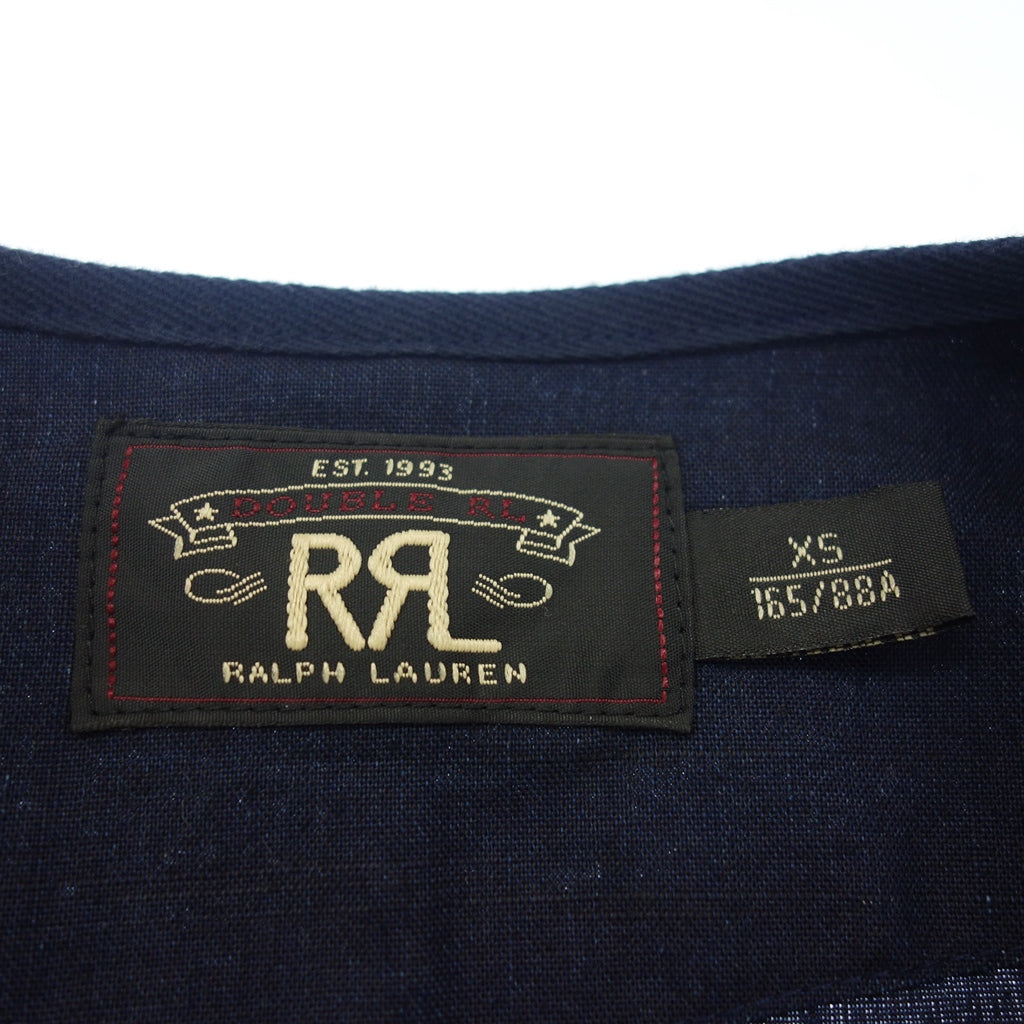 EST. 1993
DOUBLE RL
RRL
RALPH LAUREN
XS
165/88A